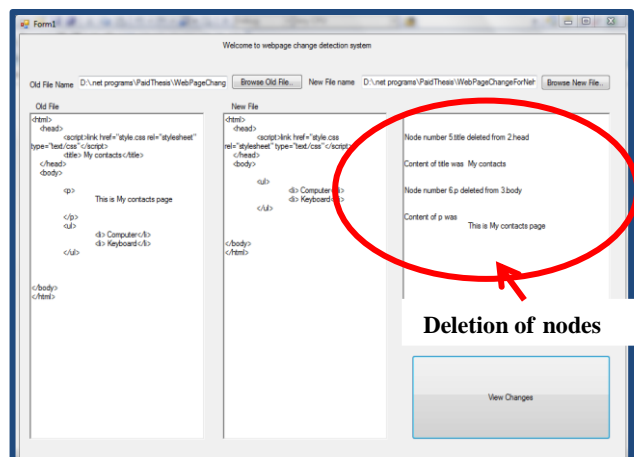 Form1
Welcome to webpage change detection system
Old File Name D:\.net programs\PaidThesis\WebPageChang Browse Old File.. New File name D:\.net programs\PaidThesis\WebPageChangeForNet Browse New File..
Old File
<html>
<head>
<script>link href="style.css rel="stylesheet"
type="text/css"</script>
<title> My contacts</title>
</head>
<body>
<p>
This is My contacts page
</p>
<ul>
<li> Computer</li>
<li> Keyboard</li>
</ul>
</body>
</html>
New File
<html>
<head>
<script>link href="style.css
rel="stylesheet" type="text/css"</script>
</head>
<body>
<ul>
<li> Computer</li>
<li> Keyboard</li>
</ul>
</body>
</html>
Node number 5:title deleted from 2.head
Content of title was My contacts
Node number 6.p deleted from 3.body
Content of p was
This is My contacts page
Deletion of nodes
View Changes